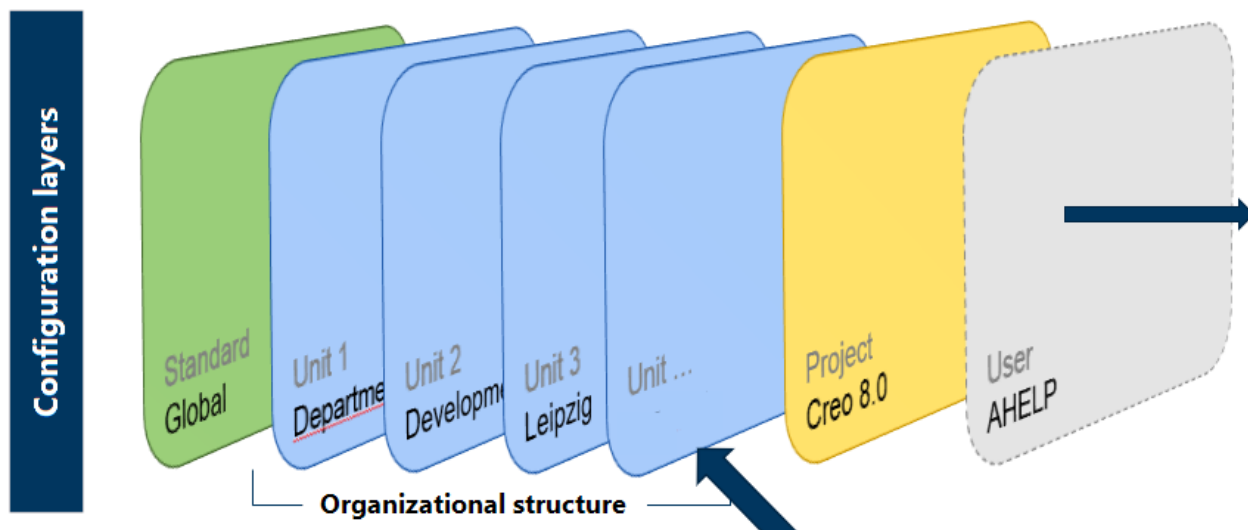 Configuration layers
Standard
Global
Unit 1
Departme
Unit 2
Developme
Unit 3
Leipzig
Unit ...
Project
Creo 8.0
User
AHELP
Organizational structure